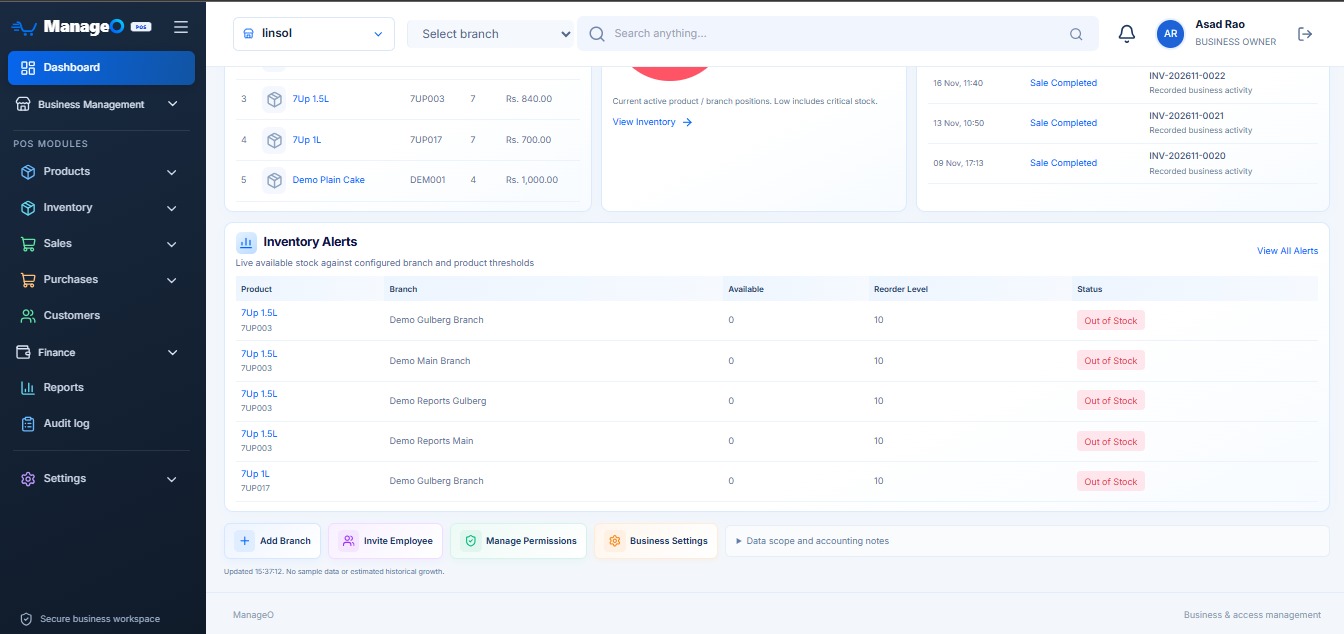 ManageO POS
Dashboard
Business Management
POS MODULES
Products
Inventory
Sales
Purchases
Customers
Finance
Reports
Audit log
Settings
Secure business workspace
linsol
Select branch
Search anything...
AR
Asad Rao
BUSINESS OWNER
3 7Up 1.5L 7UP003 7 Rs. 840.00
4 7Up 1L 7UP017 7 Rs. 700.00
5 Demo Plain Cake DEM001 4 Rs. 1,000.00
Current active product / branch positions. Low includes critical stock.
View Inventory
16 Nov, 11:40 Sale Completed INV-202611-0022
Recorded business activity
13 Nov, 10:50 Sale Completed INV-202611-0021
Recorded business activity
09 Nov, 17:13 Sale Completed INV-202611-0020
Recorded business activity
Inventory Alerts
Live available stock against configured branch and product thresholds
View All Alerts
Product Branch Available Reorder Level Status
7Up 1.5L
7UP003 Demo Gulberg Branch 0 10 Out of Stock
7Up 1.5L
7UP003 Demo Main Branch 0 10 Out of Stock
7Up 1.5L
7UP003 Demo Reports Gulberg 0 10 Out of Stock
7Up 1.5L
7UP003 Demo Reports Main 0 10 Out of Stock
7Up 1L
7UP017 Demo Gulberg Branch 0 10 Out of Stock
Add Branch
Invite Employee
Manage Permissions
Business Settings
Data scope and accounting notes
Updated 15:37:12. No sample data or estimated historical growth.
ManageO
Business & access management